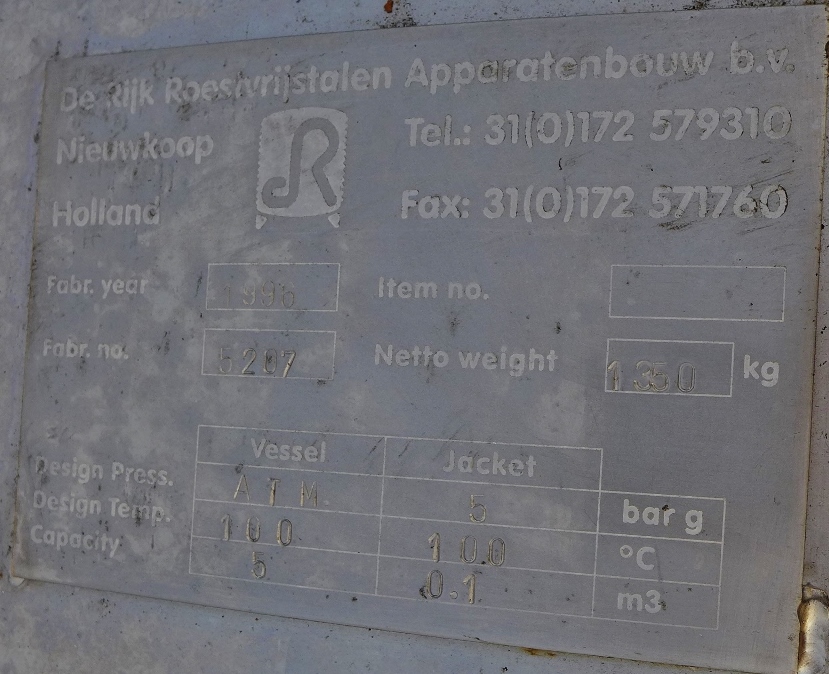 De Rijk Roestvrijstalen Apparatenbouw b.v.
Nieuwkoop JR Tel.: 31(0)172 579310
Holland Fax: 31(0)172 571760
Fabr. year 1996 Item no.
Fabr. no. 5207 Netto weight 1350 kg
Vessel Jacket
Design Press. ATM. 5 bar g
Design Temp. 100 100 °C
Capacity 5 0.1 m3